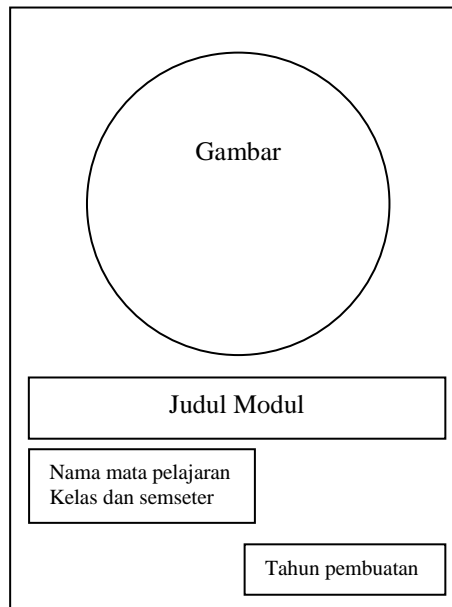 Gambar
Judul Modul
Nama mata pelajaran
Kelas dan semseter
Tahun pembuatan